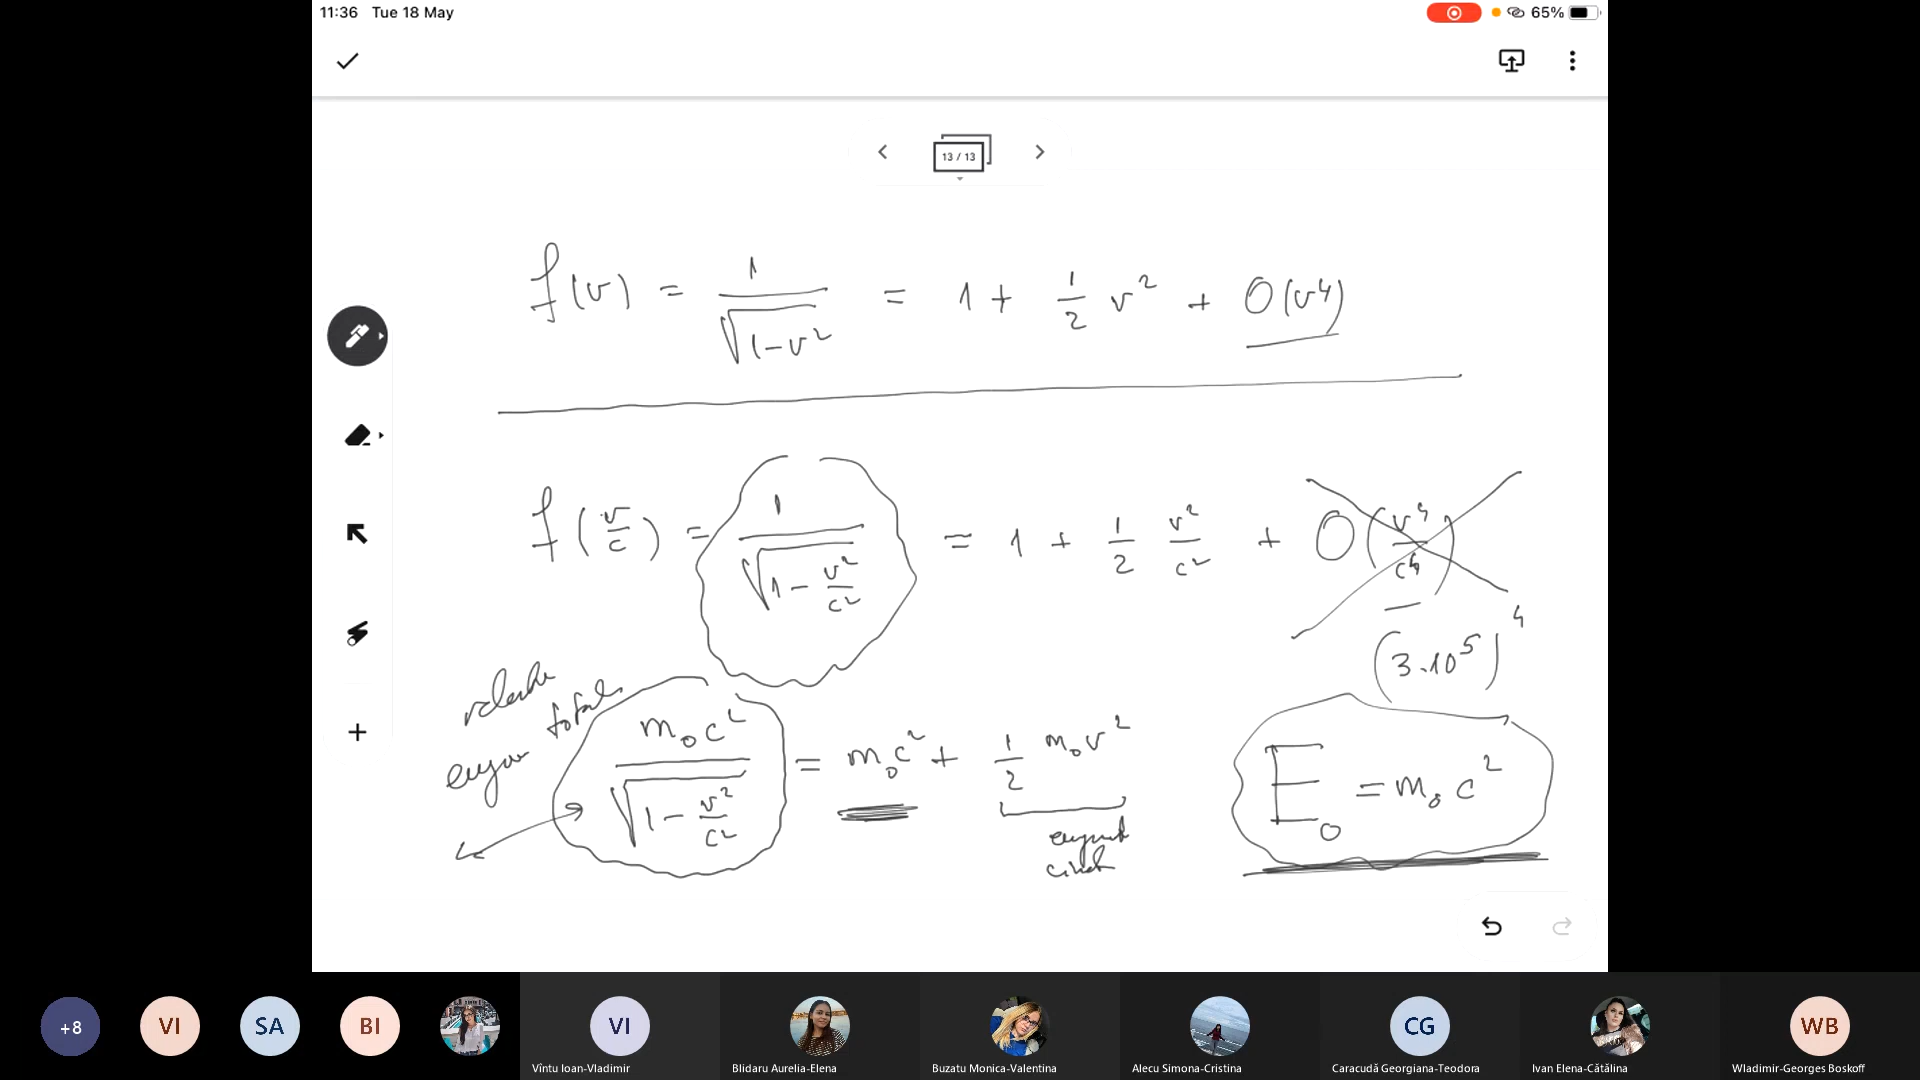 11:36 Tue 18 May 65%
13 / 13
f(v) = 1/√(1-v²) = 1 + 1/2 v² + O(v⁴)
f(v/c) = 1/√(1-v²/c²) = 1 + 1/2 v²/c² + O(v⁴/c⁴)
(3·10⁵)⁴
m₀c²/√(1-v²/c²) = m₀c² + 1/2 m₀v²
E₀ = m₀c²
+8 VI SA BI VI CG WB
Vîntu Ioan-Vladimir Blidaru Aurelia-Elena Buzatu Monica-Valentina Alecu Simona-Cristina Caracudă Georgiana-Teodora Ivan Elena-Cătălina Wladimir-Georges Boskoff